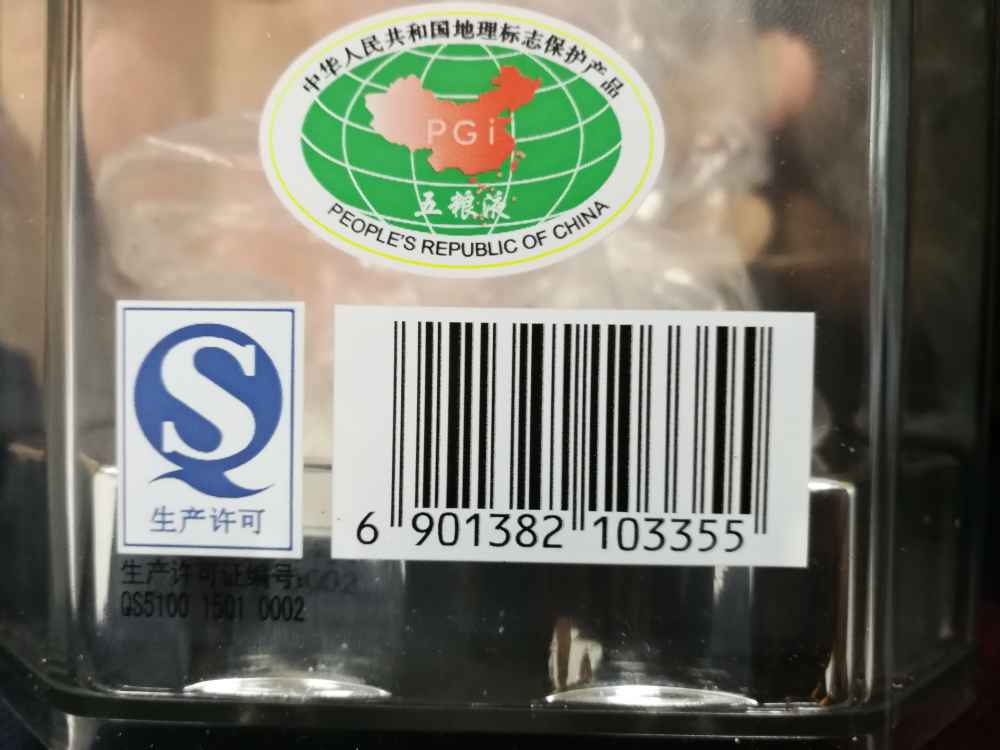 中华人民共和国地理标志保护产品
PGi
五粮液
PEOPLE'S REPUBLIC OF CHINA
S
生产许可
6 901382 103355
生产许可证编号:
QS5100 1501 0002